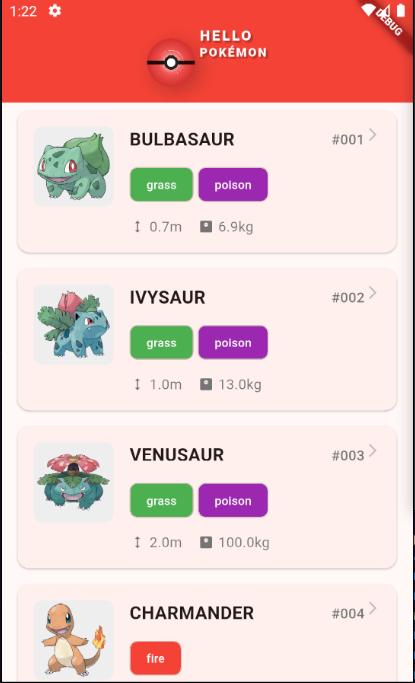 1:22
DEBUG
HELLO
POKÉMON
BULBASAUR #001
grass poison
0.7m 6.9kg
IVYSAUR #002
grass poison
1.0m 13.0kg
VENUSAUR #003
grass poison
2.0m 100.0kg
CHARMANDER #004
fire